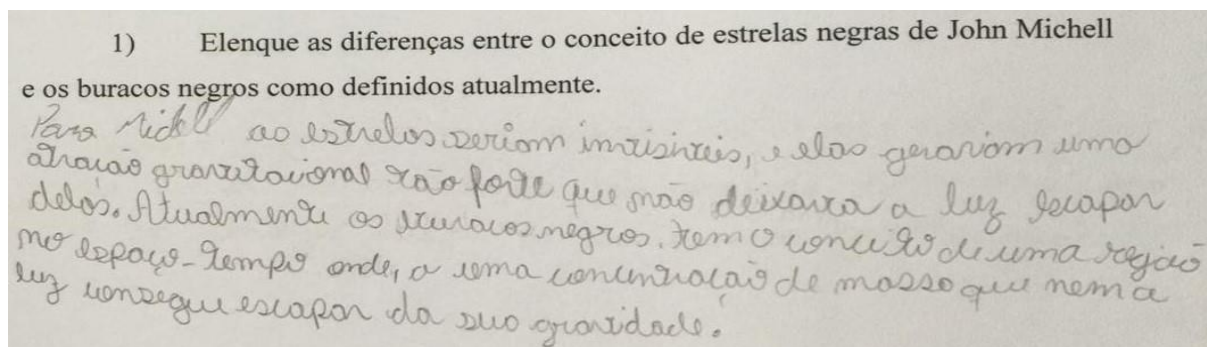 1) Elenque as diferenças entre o conceito de estrelas negras de John Michell
e os buracos negros como definidos atualmente.
Para Michell as estrelas seriam invisíveis, e elas geraviam uma
atração gravitacional tão forte que não deixava a luz escapar
delas. Atualmente os buracos negros. tem o conceito de uma região
no espaço-tempo onde, a uma concentração de massa que nem a
luz consegue escapar da sua gravidade.